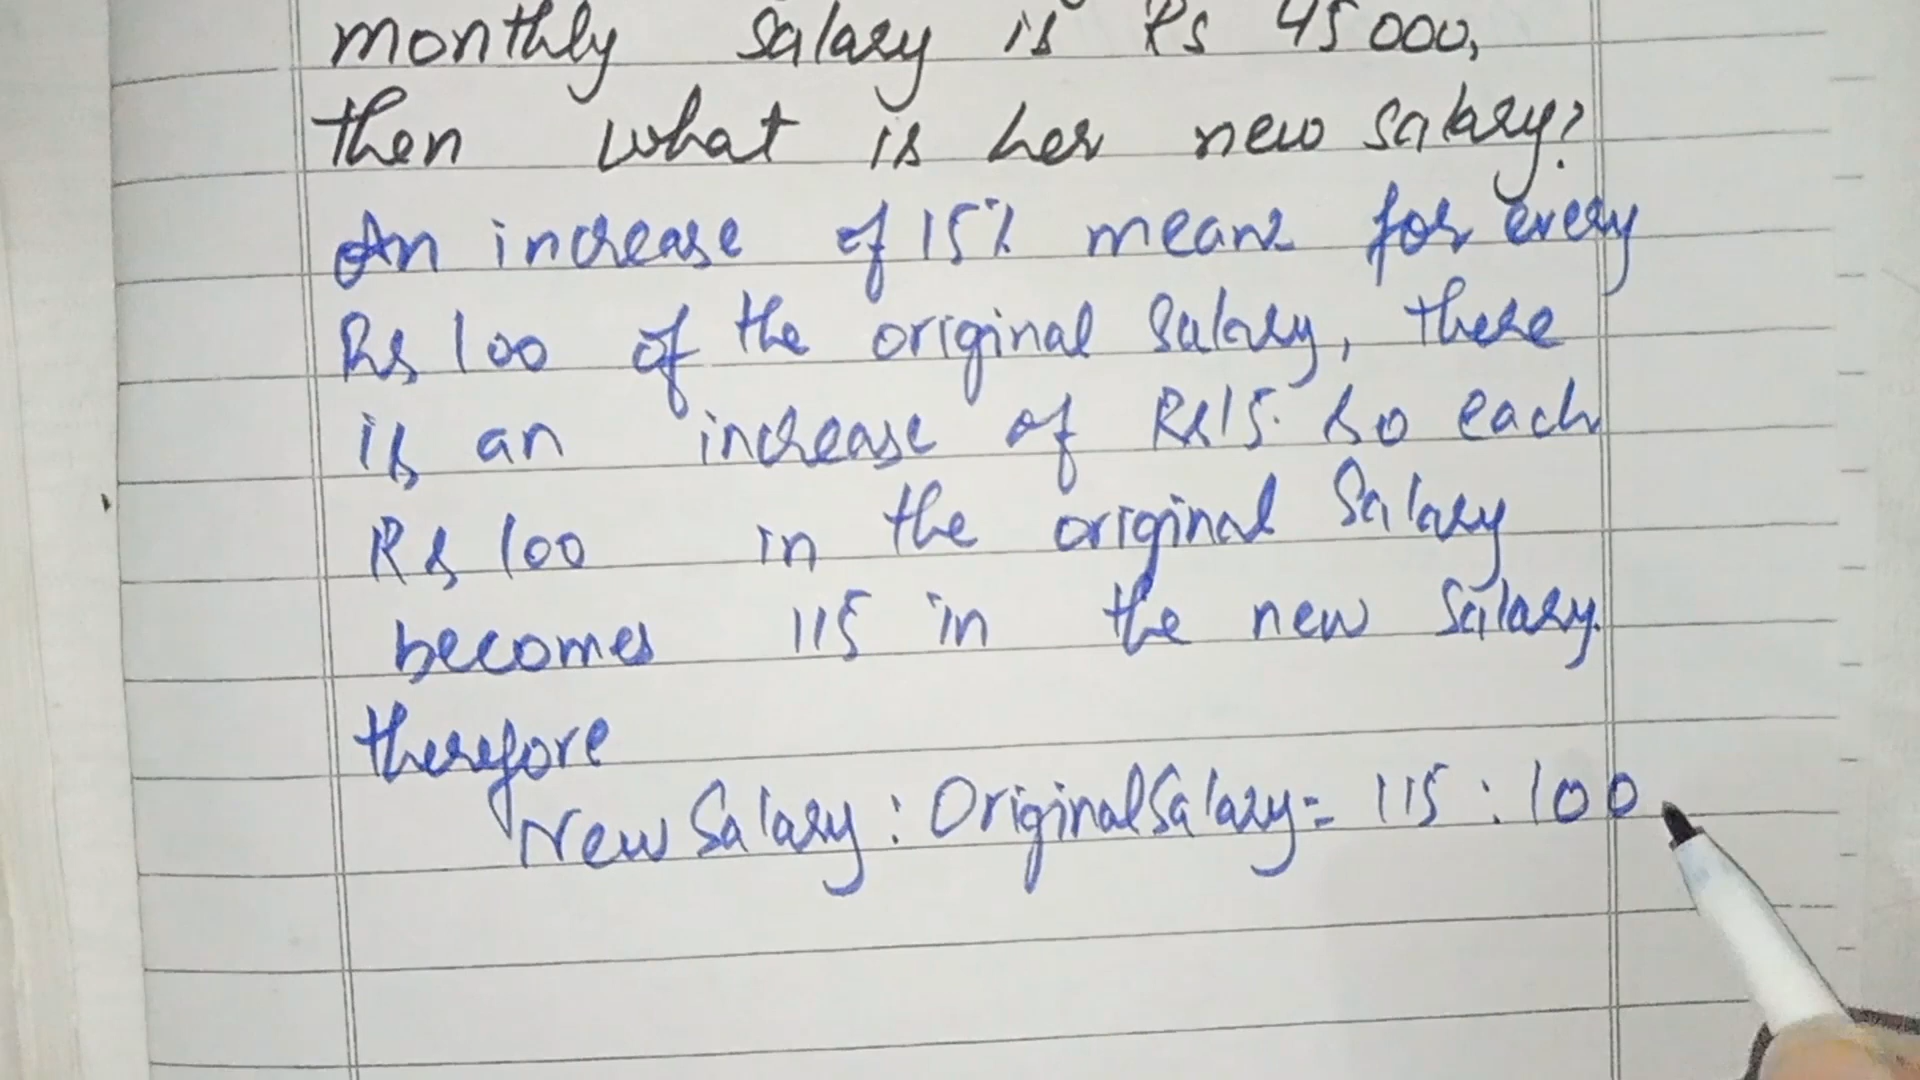 monthly salary is Rs 45000,
then what is her new salary?
An increase of 15% means for every
Rs 100 of the original salary, there
is an increase of Rs15. So each
Rs 100 in the original Salary
becomes 115 in the new Salary.
therefore
New Salary : Original Salary = 115 : 100